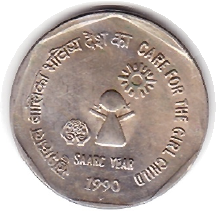 बालिका भविष्य देश का
CARE FOR THE GIRL CHILD
SAARC YEAR
1990